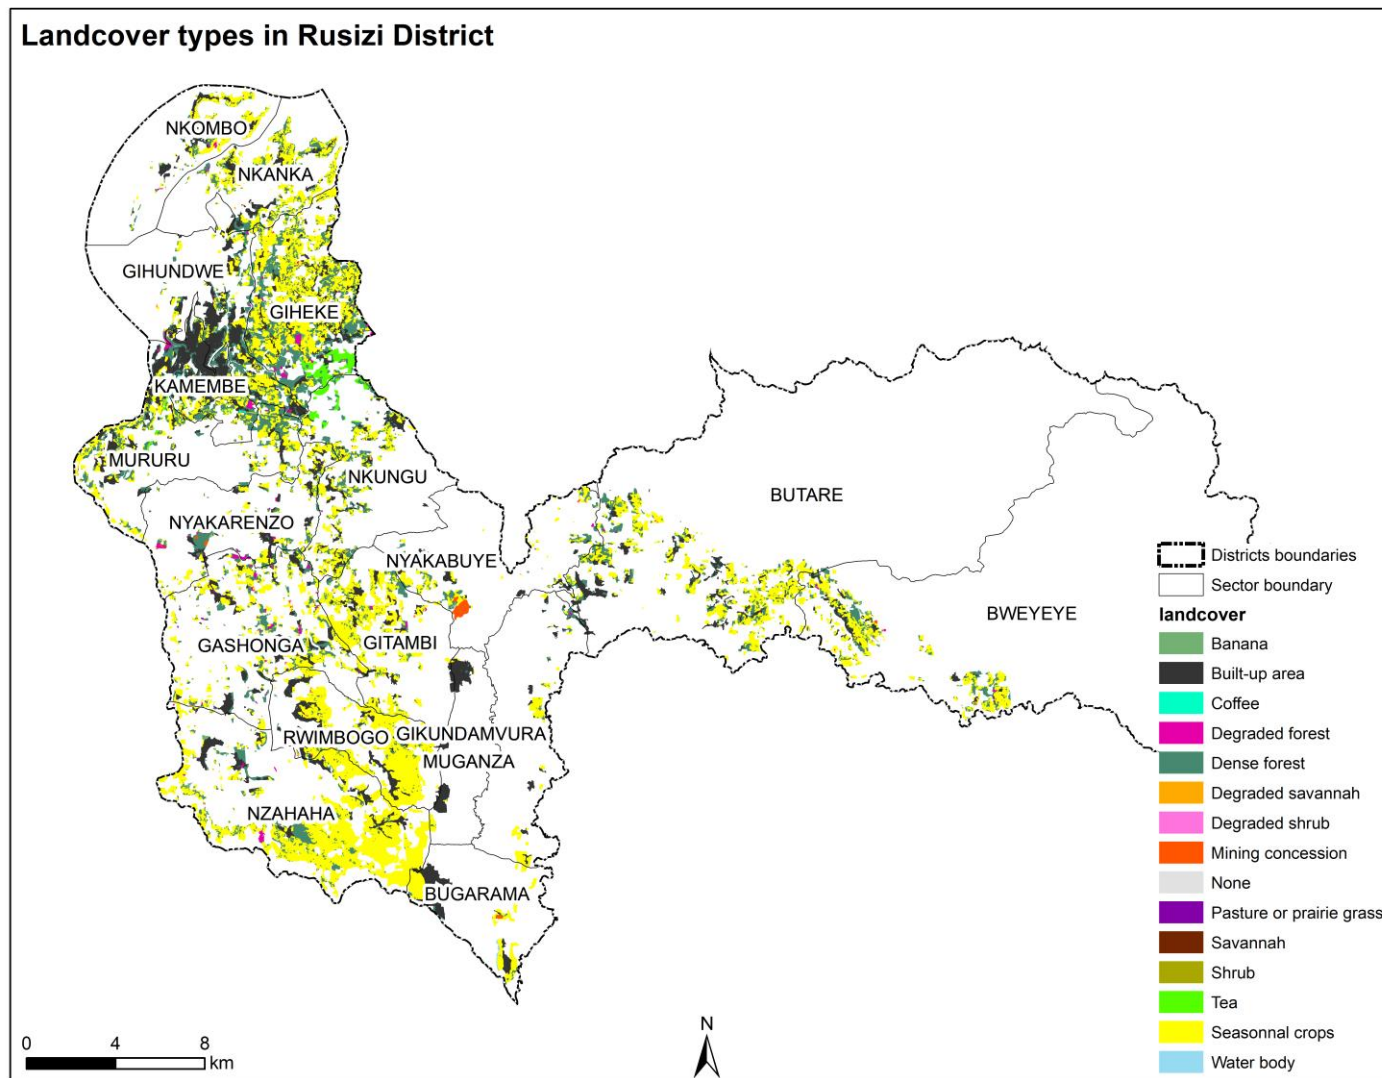 Landcover types in Rusizi District
NKOMBO
NKANKA
GIHUNDWE
GIHEKE
KAMEMBE
MURURU
NKUNGU
BUTARE
NYAKARENZO
NYAKABUYE
BWEYEYE
GASHONGA
GITAMBI
RWIMBOGO
GIKUNDAMVURA
MUGANZA
NZAHAHA
BUGARAMA
Districts boundaries
Sector boundary
landcover
Banana
Built-up area
Coffee
Degraded forest
Dense forest
Degraded savannah
Degraded shrub
Mining concession
None
Pasture or prairie grass
Savannah
Shrub
Tea
Seasonnal crops
Water body
0 4 8
km
N